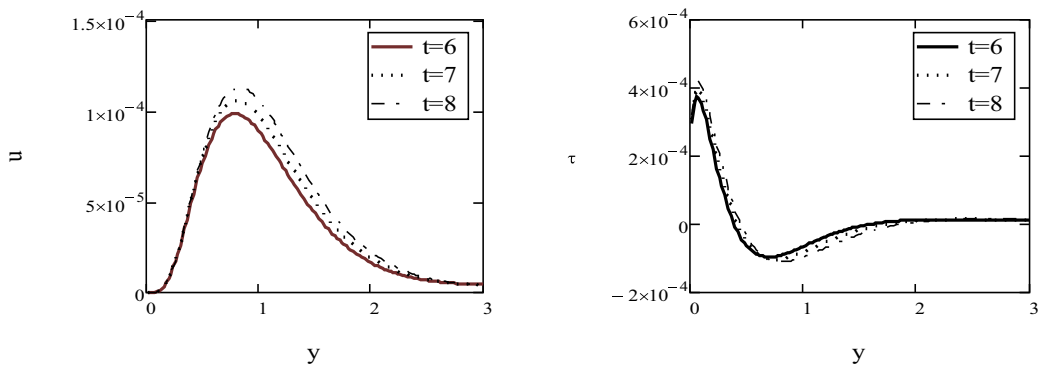 1.5×10⁻⁴
1×10⁻⁴
5×10⁻⁵
0
u
0 1 2 3
y
t=6
t=7
t=8
6×10⁻⁴
4×10⁻⁴
2×10⁻⁴
0
−2×10⁻⁴
τ
0 1 2 3
y
t=6
t=7
t=8